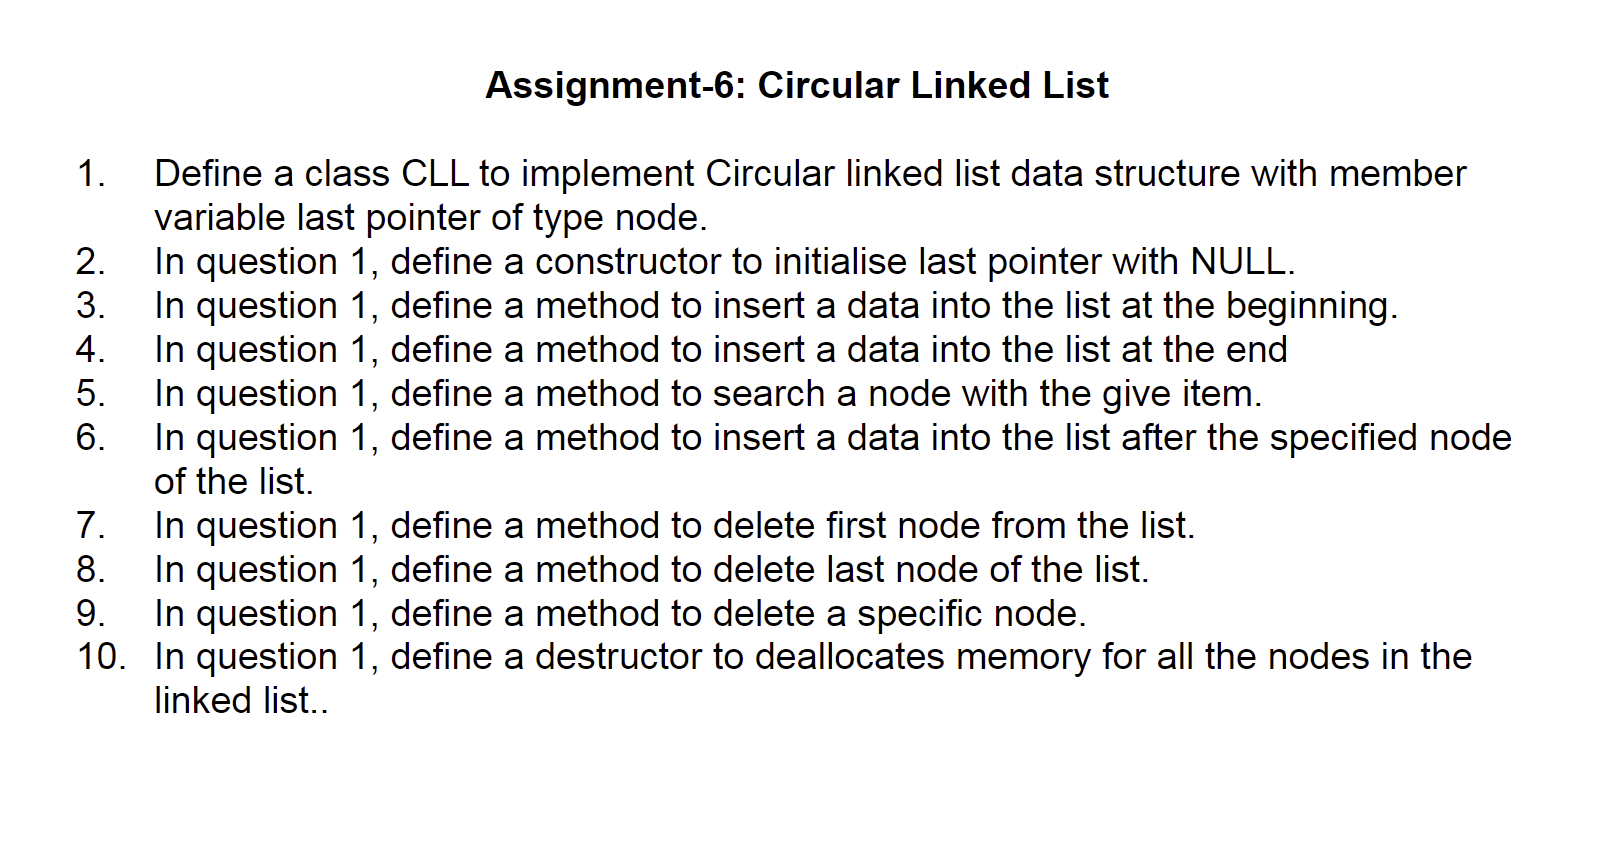 Assignment-6: Circular Linked List
1. Define a class CLL to implement Circular linked list data structure with member
variable last pointer of type node.
2. In question 1, define a constructor to initialise last pointer with NULL.
3. In question 1, define a method to insert a data into the list at the beginning.
4. In question 1, define a method to insert a data into the list at the end
5. In question 1, define a method to search a node with the give item.
6. In question 1, define a method to insert a data into the list after the specified node
of the list.
7. In question 1, define a method to delete first node from the list.
8. In question 1, define a method to delete last node of the list.
9. In question 1, define a method to delete a specific node.
10. In question 1, define a destructor to deallocates memory for all the nodes in the
linked list..